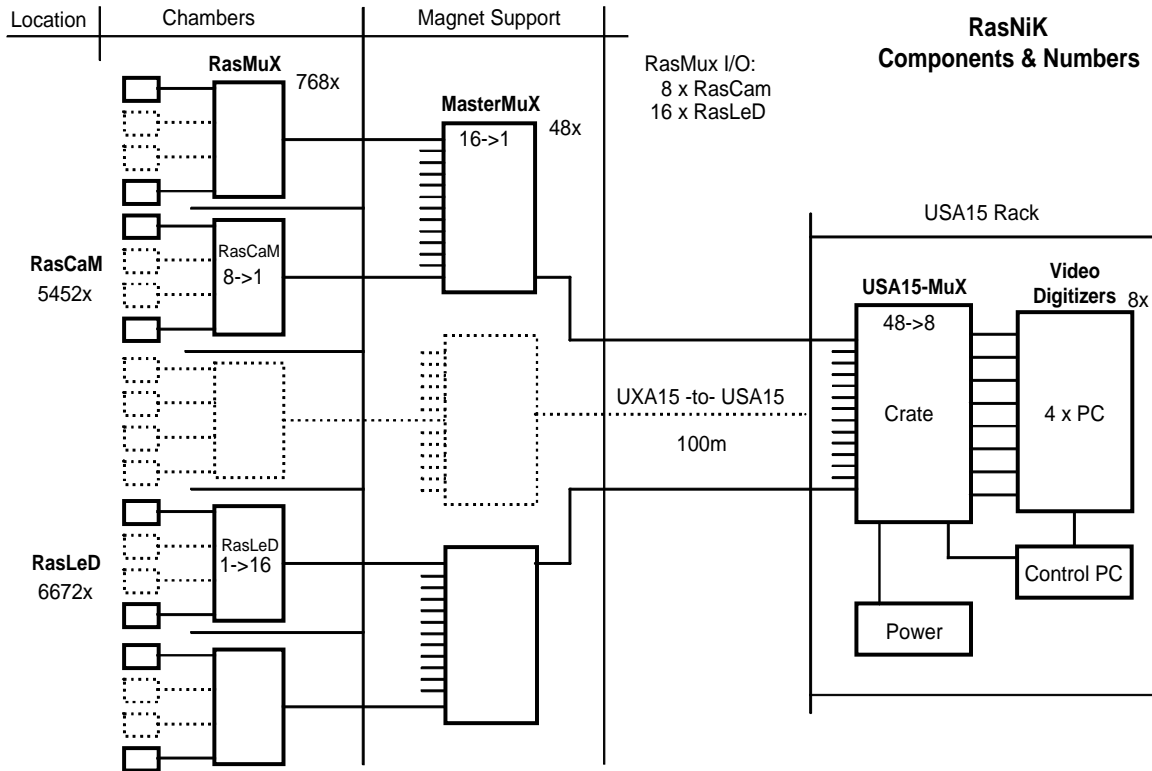 Location
Chambers
Magnet Support
RasNiK
Components & Numbers
RasMuX
768x
RasMux I/O:
8 x RasCam
16 x RasLeD
MasterMuX
48x
16->1
USA15 Rack
RasCaM
5452x
RasCaM
8->1
USA15-MuX
Video
Digitizers
8x
48->8
Crate
4 x PC
UXA15 -to- USA15
100m
RasLeD
6672x
RasLeD
1->16
Control PC
Power